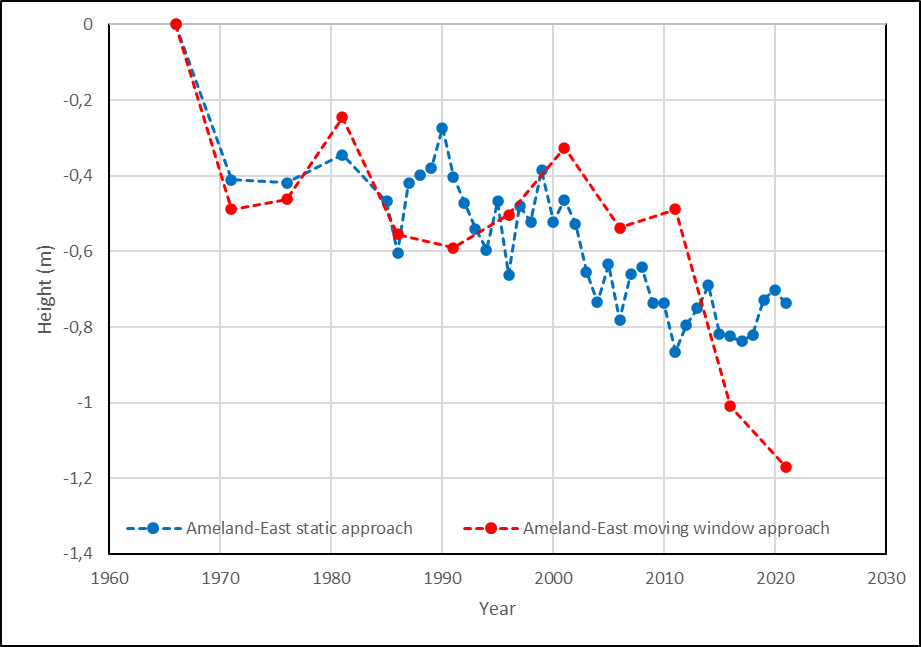 0
-0,2
-0,4
-0,6
-0,8
-1
-1,2
-1,4
Height (m)
Ameland-East static approach Ameland-East moving window approach
1960 1970 1980 1990 2000 2010 2020 2030
Year